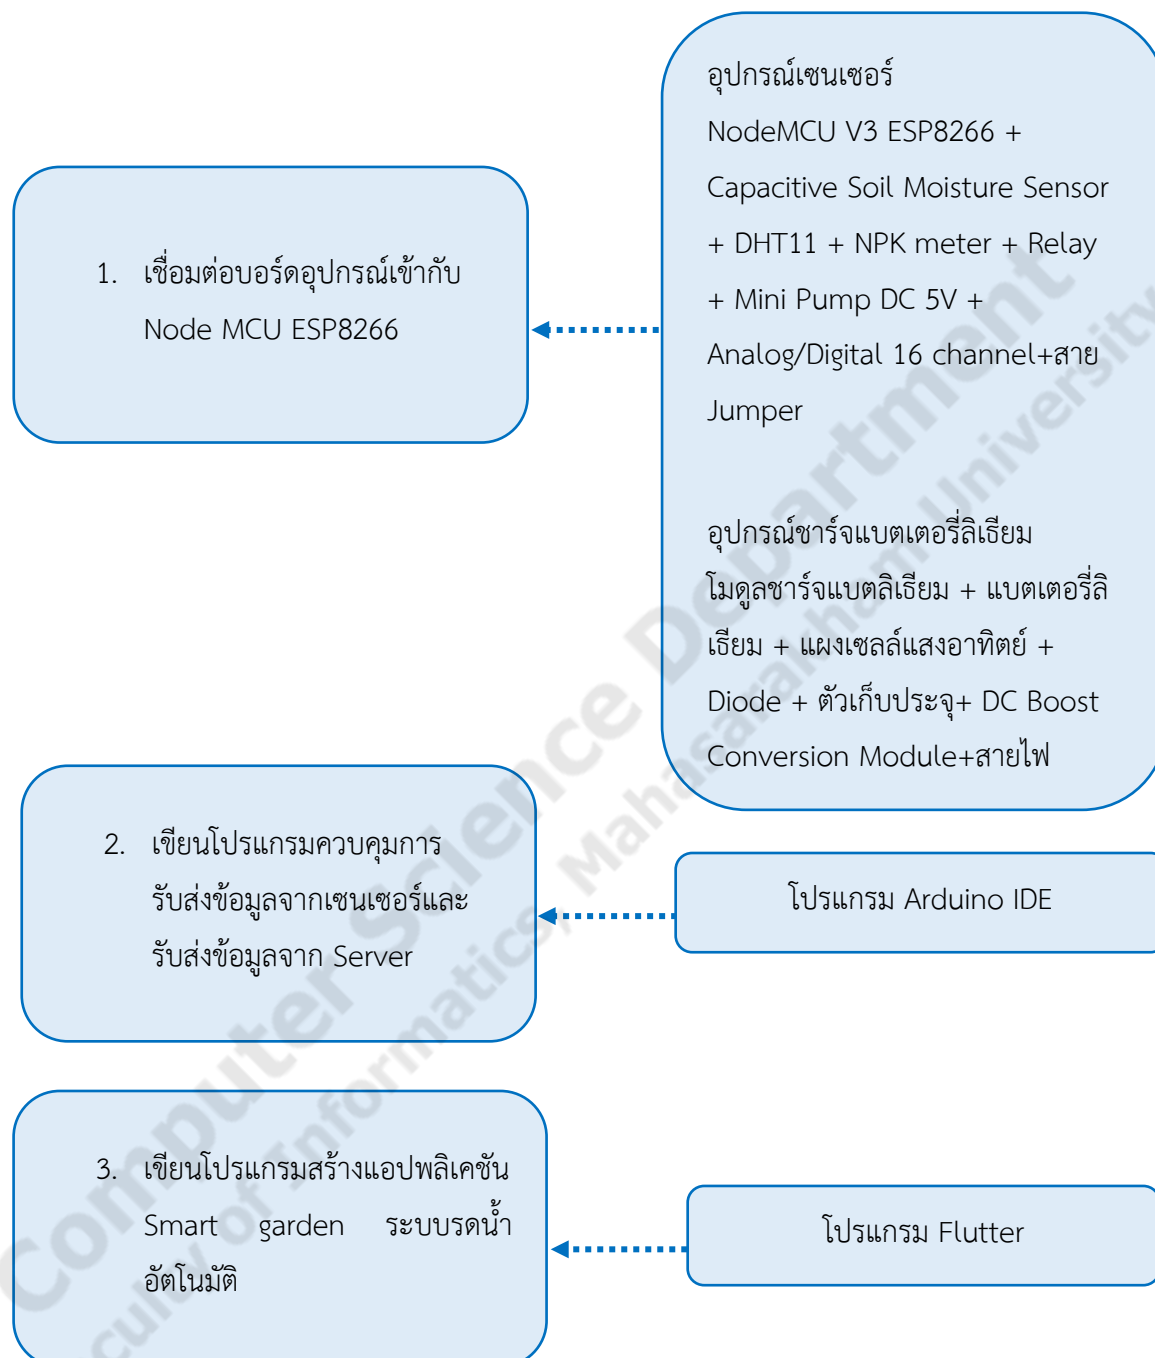 อุปกรณ์เซนเซอร์
NodeMCU V3 ESP8266 +
Capacitive Soil Moisture Sensor
+ DHT11 + NPK meter + Relay
+ Mini Pump DC 5V +
Analog/Digital 16 channel+สาย
Jumper
อุปกรณ์ชาร์จแบตเตอรี่ลิเธียม
โมดูลชาร์จแบตลิเธียม + แบตเตอรี่ลิ
เธียม + แผงเซลล์แสงอาทิตย์ +
Diode + ตัวเก็บประจุ+ DC Boost
Conversion Module+สายไฟ
1. เชื่อมต่อบอร์ดอุปกรณ์เข้ากับ
Node MCU ESP8266
2. เขียนโปรแกรมควบคุมการ
รับส่งข้อมูลจากเซนเซอร์และ
รับส่งข้อมูลจาก Server
โปรแกรม Arduino IDE
3. เขียนโปรแกรมสร้างแอปพลิเคชัน
Smart garden ระบบรดน้ำ
อัตโนมัติ
โปรแกรม Flutter
Computer Science Department
culty of Informatics, Mahasarakham University